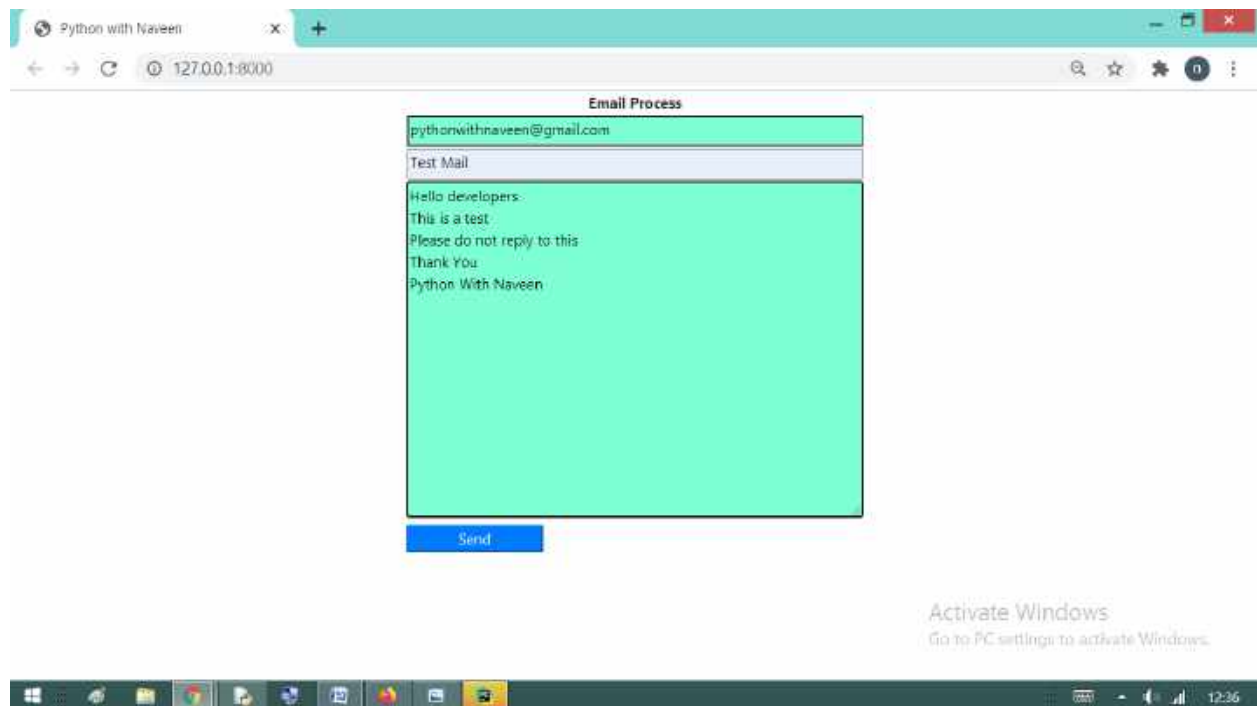 Python with Naveen
127.0.0.1:8000
Email Process
pythonwithnaveen@gmail.com
Test Mail
Hello developers
This is a test
Please do not reply to this
Thank You
Python With Naveen
Send
Activate Windows
Go to PC settings to activate Windows.
12:36